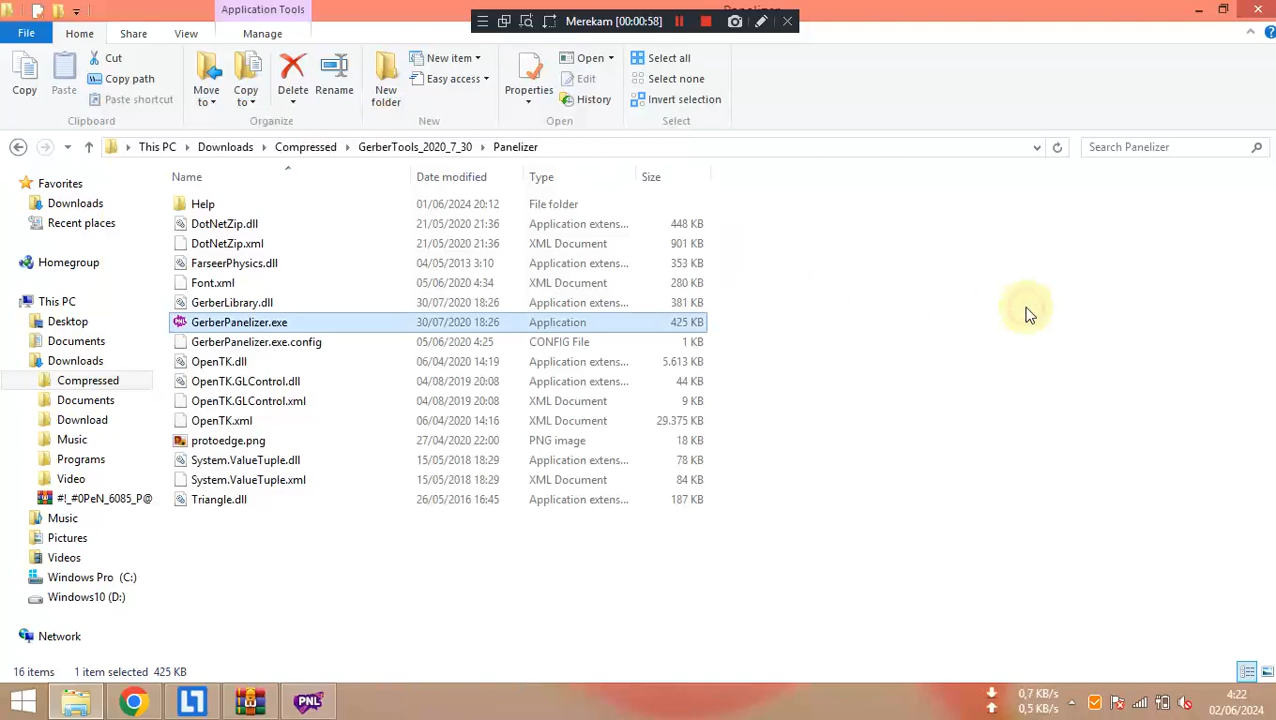 Application Tools
Panelizer
Merekam [00:00:58]
File
Home
Share
View
Manage
Copy
Paste
Cut
Copy path
Paste shortcut
Clipboard
Move to
Copy to
Delete
Rename
Organize
New folder
New item
Easy access
New
Properties
Open
Edit
History
Open
Select all
Select none
Invert selection
Select
This PC
Downloads
Compressed
GerberTools_2020_7_30
Panelizer
Search Panelizer
Name
Date modified
Type
Size
Favorites
Downloads
Recent places
Homegroup
This PC
Desktop
Documents
Downloads
Compressed
Documents
Download
Music
Programs
Video
#!_#0PeN_6085_P@
Music
Pictures
Videos
Windows Pro (C:)
Windows10 (D:)
Network
Help 01/06/2024 20:12 File folder
DotNetZip.dll 21/05/2020 21:36 Application extens... 448 KB
DotNetZip.xml 21/05/2020 21:36 XML Document 901 KB
FarseerPhysics.dll 04/05/2013 3:10 Application extens... 353 KB
Font.xml 05/06/2020 4:34 XML Document 280 KB
GerberLibrary.dll 30/07/2020 18:26 Application extens... 381 KB
GerberPanelizer.exe 30/07/2020 18:26 Application 425 KB
GerberPanelizer.exe.config 05/06/2020 4:25 CONFIG File 1 KB
OpenTK.dll 06/04/2020 14:19 Application extens... 5.613 KB
OpenTK.GLControl.dll 04/08/2019 20:08 Application extens... 44 KB
OpenTK.GLControl.xml 04/08/2019 20:08 XML Document 9 KB
OpenTK.xml 06/04/2020 14:16 XML Document 29.375 KB
protoedge.png 27/04/2020 22:00 PNG image 18 KB
System.ValueTuple.dll 15/05/2018 18:29 Application extens... 78 KB
System.ValueTuple.xml 15/05/2018 18:29 XML Document 84 KB
Triangle.dll 26/05/2016 16:45 Application extens... 187 KB
16 items
1 item selected 425 KB
PNL
0,7 KB/s
0,5 KB/s
4:22
02/06/2024